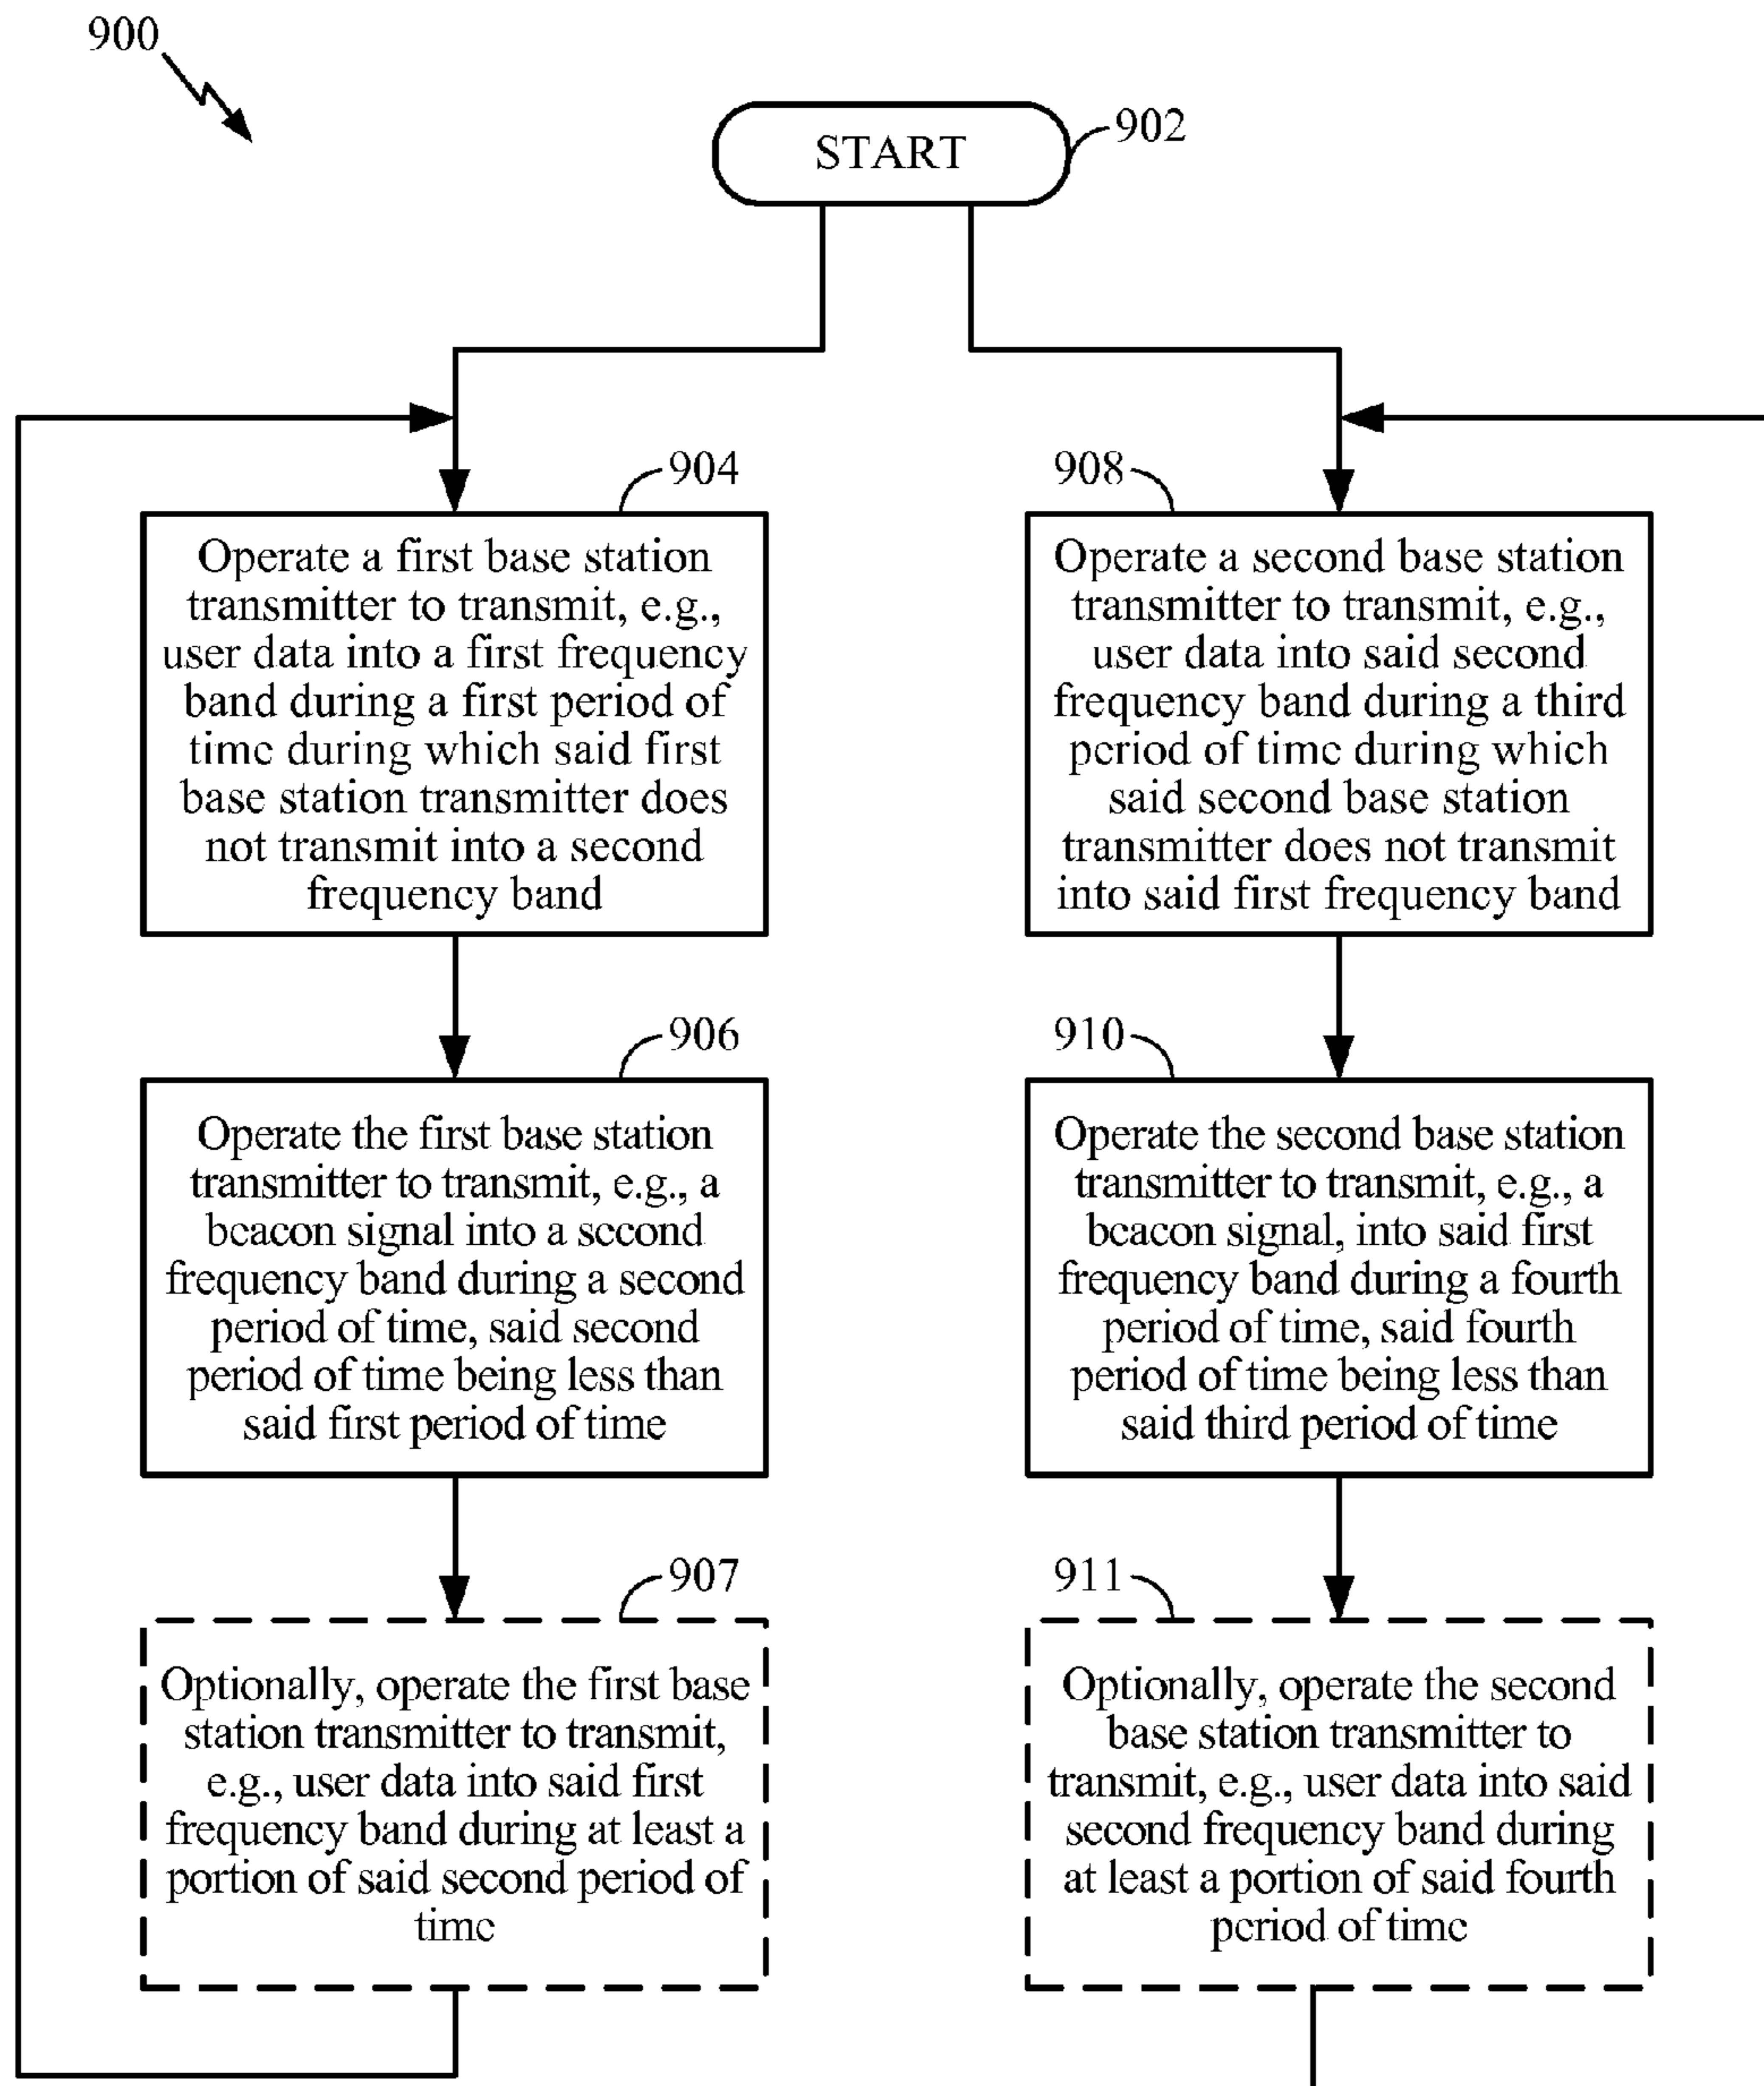 900
START
902
904
Operate a first base station
transmitter to transmit, e.g.,
user data into a first frequency
band during a first period of
time during which said first
base station transmitter does
not transmit into a second
frequency band
906
Operate the first base station
transmitter to transmit, e.g., a
beacon signal into a second
frequency band during a second
period of time, said second
period of time being less than
said first period of time
907
Optionally, operate the first base
station transmitter to transmit,
e.g., user data into said first
frequency band during at least a
portion of said second period of
time
908
Operate a second base station
transmitter to transmit, e.g.,
user data into said second
frequency band during a third
period of time during which
said second base station
transmitter does not transmit
into said first frequency band
910
Operate the second base station
transmitter to transmit, e.g., a
beacon signal, into said first
frequency band during a fourth
period of time, said fourth
period of time being less than
said third period of time
911
Optionally, operate the second
base station transmitter to
transmit, e.g., user data into said
second frequency band during
at least a portion of said fourth
period of time